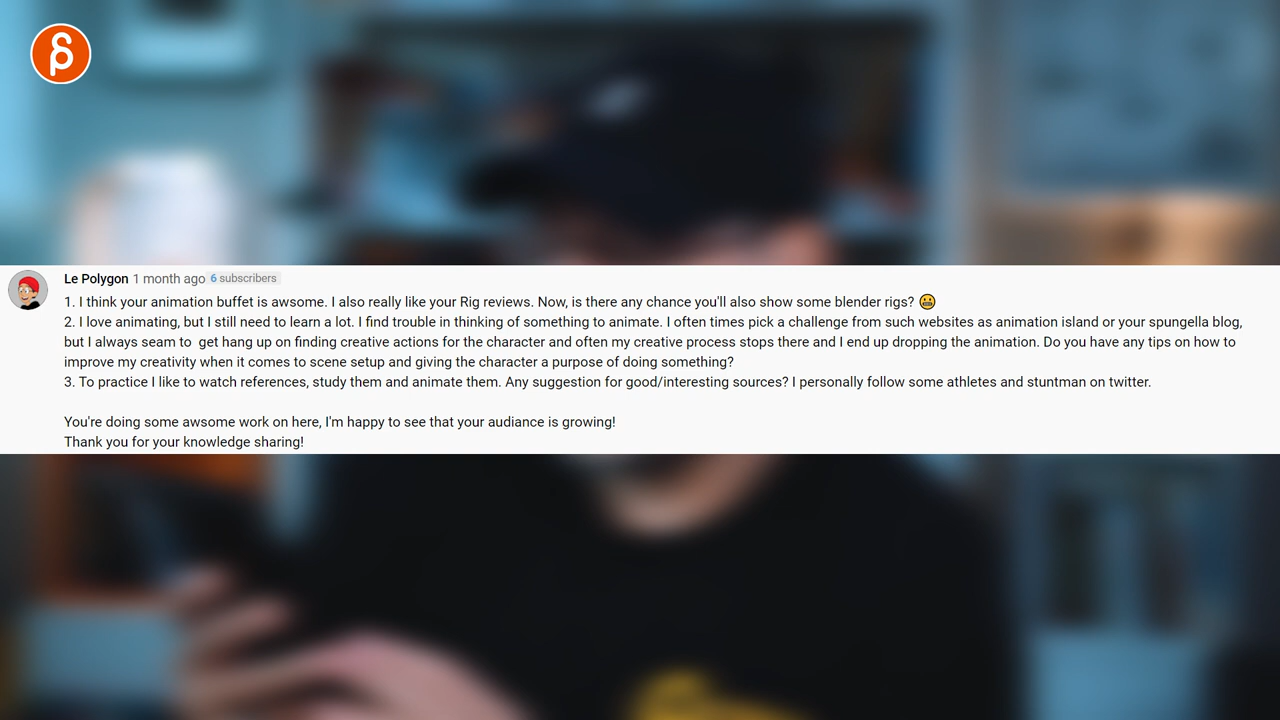 Le Polygon 1 month ago 6 subscribers
1. I think your animation buffet is awsome. I also really like your Rig reviews. Now, is there any chance you'll also show some blender rigs? 😬
2. I love animating, but I still need to learn a lot. I find trouble in thinking of something to animate. I often times pick a challenge from such websites as animation island or your spungella blog,
but I always seam to  get hang up on finding creative actions for the character and often my creative process stops there and I end up dropping the animation. Do you have any tips on how to
improve my creativity when it comes to scene setup and giving the character a purpose of doing something?
3. To practice I like to watch references, study them and animate them. Any suggestion for good/interesting sources? I personally follow some athletes and stuntman on twitter.
You're doing some awsome work on here, I'm happy to see that your audiance is growing!
Thank you for your knowledge sharing!